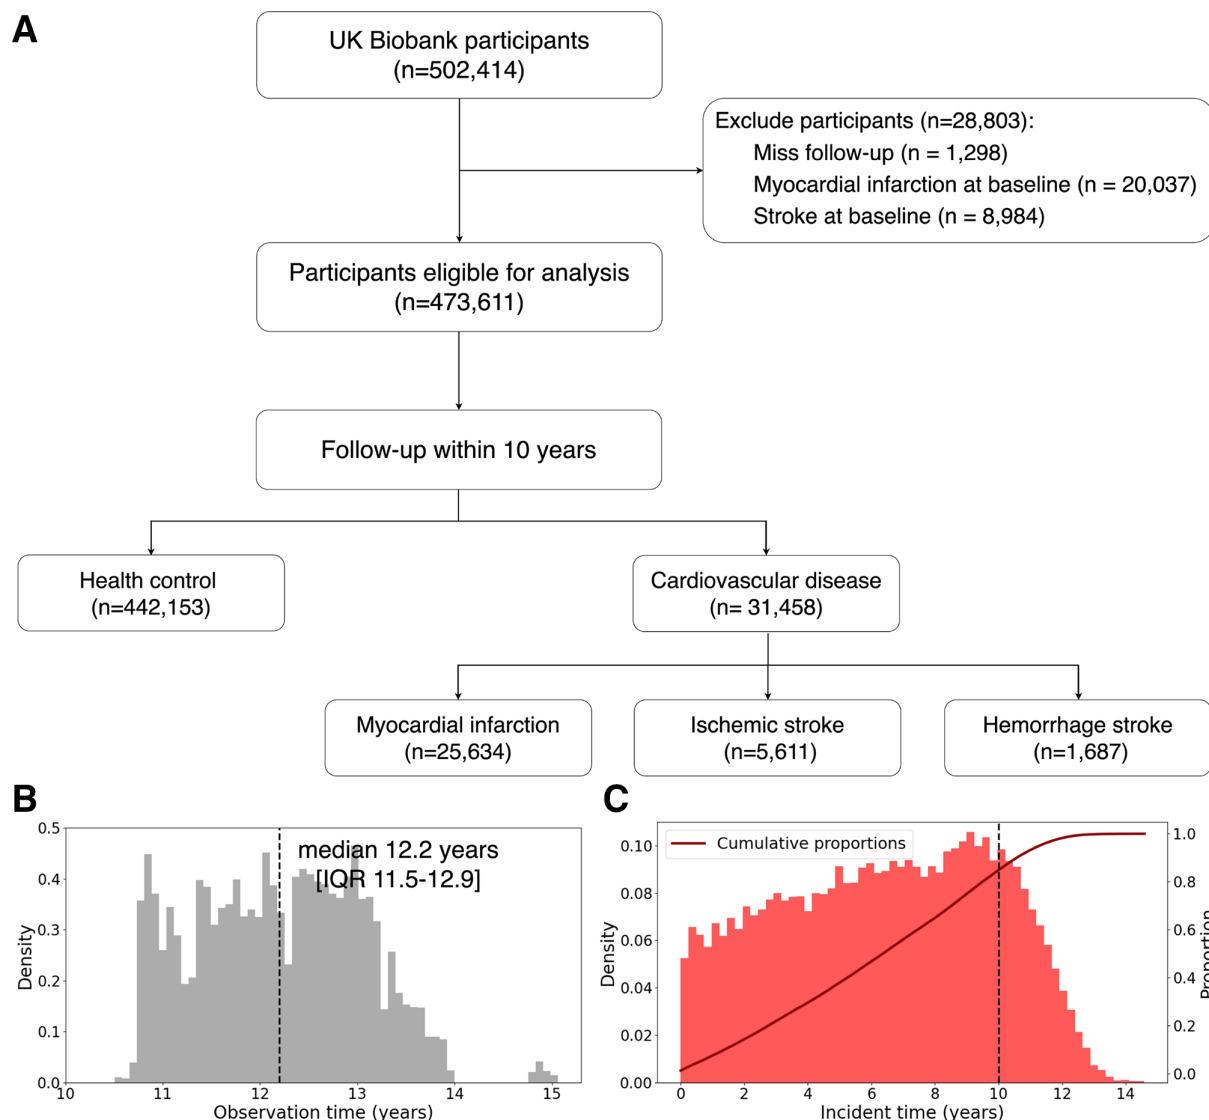 A
UK Biobank participants
(n=502,414)
Exclude participants (n=28,803):
Miss follow-up (n = 1,298)
Myocardial infarction at baseline (n = 20,037)
Stroke at baseline (n = 8,984)
Participants eligible for analysis
(n=473,611)
Follow-up within 10 years
Health control
(n=442,153)
Cardiovascular disease
(n= 31,458)
Myocardial infarction
(n=25,634)
Ischemic stroke
(n=5,611)
Hemorrhage stroke
(n=1,687)
B
0.5
0.4
0.3
0.2
0.1
0.0
Density
median 12.2 years
[IQR 11.5-12.9]
10 11 12 13 14 15
Observation time (years)
C
0.10
0.08
0.06
0.04
0.02
0.00
Density
Cumulative proportions
1.0
0.8
0.6
0.4
0.2
0.0
Proportion
0 2 4 6 8 10 12 14
Incident time (years)